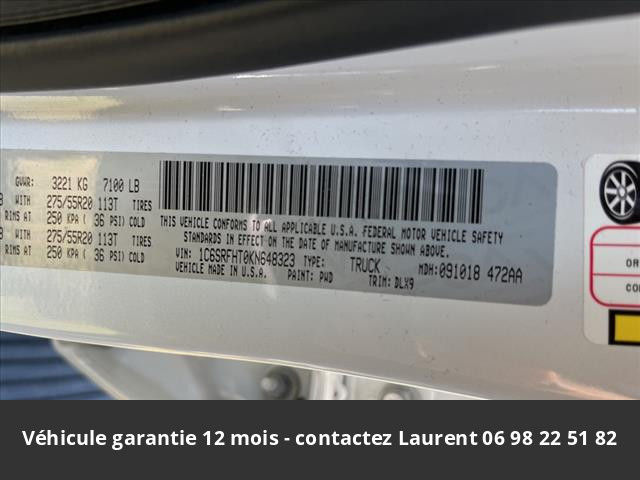 GVWR: 3221 KG 7100 LB
B WITH 275/55R20 113T TIRES
RIMS AT 250 KPA ( 36 PSI) COLD
B WITH 275/55R20 113T TIRES
RIMS AT 250 KPA ( 36 PSI) COLD
THIS VEHICLE CONFORMS TO ALL APPLICABLE U.S.A. FEDERAL MOTOR VEHICLE SAFETY
STANDARDS IN EFFECT ON THE DATE OF MANUFACTURE SHOWN ABOVE.
VIN: 1C6SRFHT0KN648323 TYPE: TRUCK MDH:091018 472AA
VEHICLE MADE IN U.S.A. PAINT: PWD TRIM: DLX9
OR
Véhicule garantie 12 mois - contactez Laurent 06 98 22 51 82